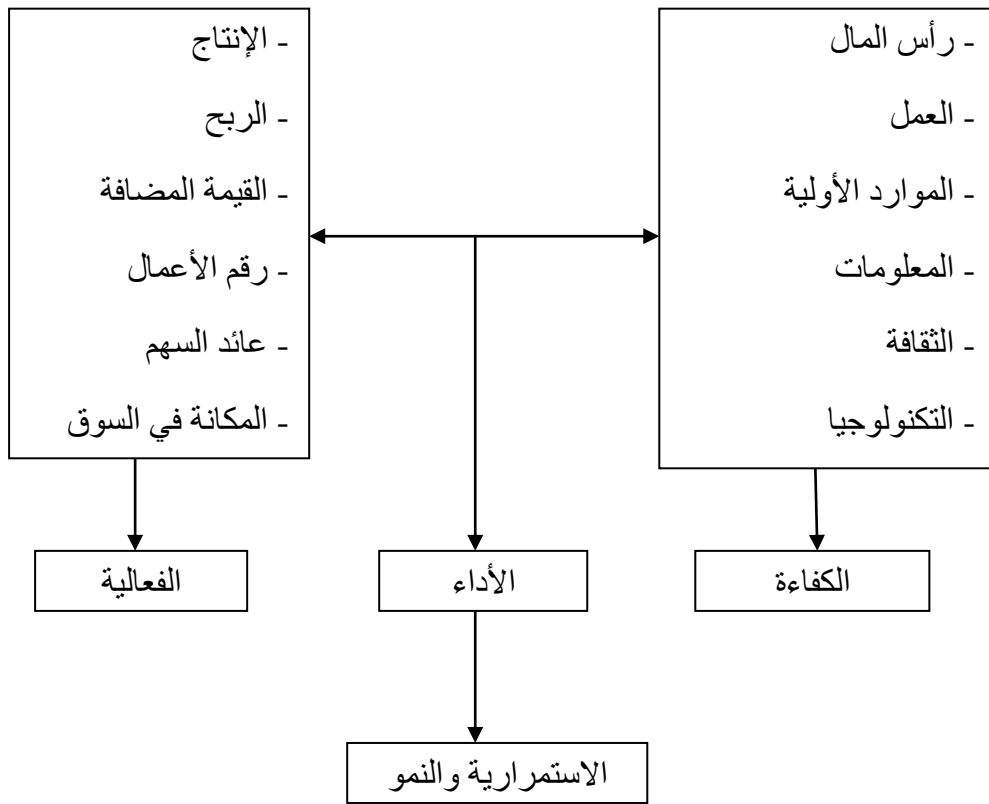 - رأس المال
- العمل
- الموارد الأولية
- المعلومات
- الثقافة
- التكنولوجيا
- الإنتاج
- الربح
- القيمة المضافة
- رقم الأعمال
- عائد السهم
- المكانة في السوق
الكفاءة
الأداء
الفعالية
الاستمرارية والنمو